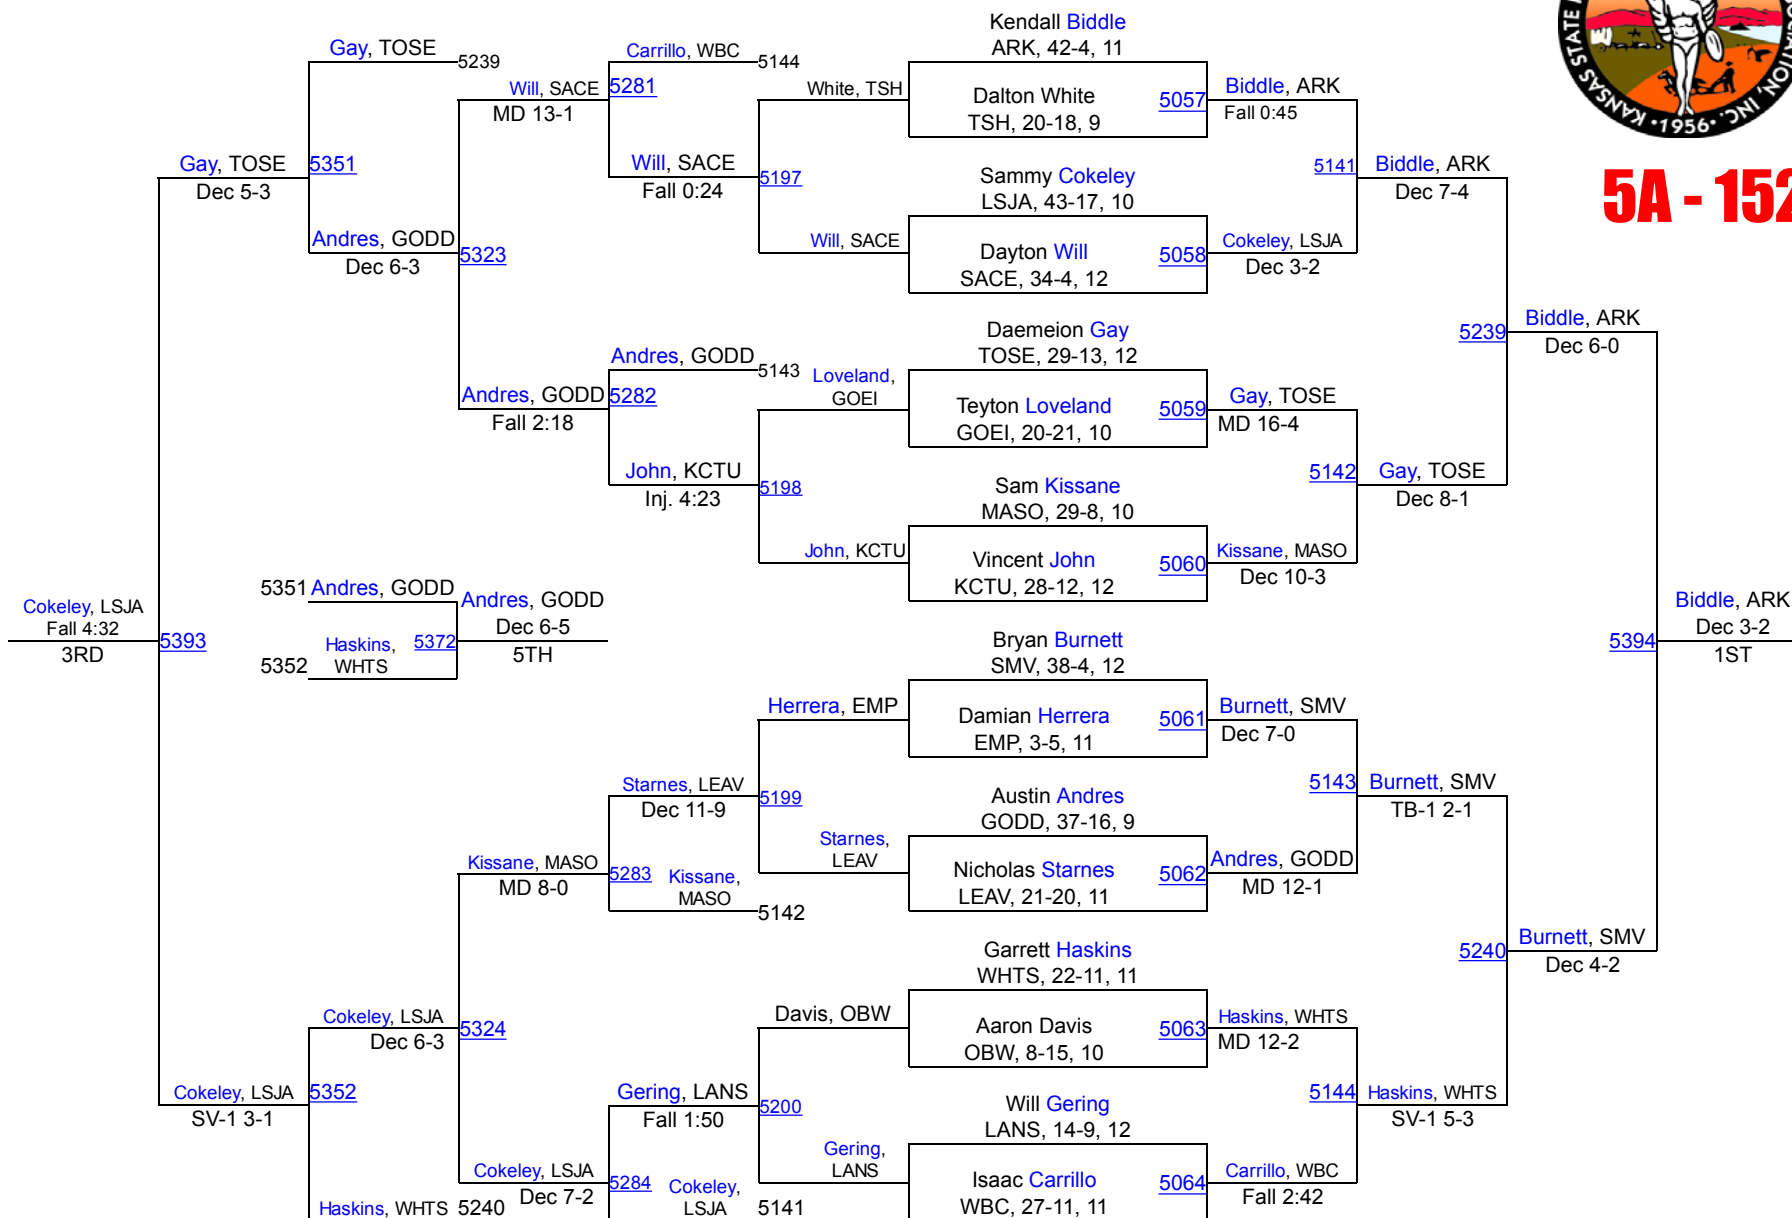 Kendall Biddle
ARK, 42-4, 11
Dalton White
TSH, 20-18, 9
5057
Biddle, ARK
Fall 0:45
Sammy Cokeley
LSJA, 43-17, 10
Dayton Will
SACE, 34-4, 12
5058
Cokeley, LSJA
Dec 3-2
5141
Biddle, ARK
Dec 7-4
Daemeion Gay
TOSE, 29-13, 12
Teyton Loveland
GOEI, 20-21, 10
5059
Gay, TOSE
MD 16-4
Sam Kissane
MASO, 29-8, 10
Vincent John
KCTU, 28-12, 12
5060
Kissane, MASO
Dec 10-3
5142
Gay, TOSE
Dec 8-1
5239
Biddle, ARK
Dec 6-0
Bryan Burnett
SMV, 38-4, 12
Damian Herrera
EMP, 3-5, 11
5061
Burnett, SMV
Dec 7-0
Austin Andres
GODD, 37-16, 9
Nicholas Starnes
LEAV, 21-20, 11
5062
Andres, GODD
MD 12-1
5143
Burnett, SMV
TB-1 2-1
Garrett Haskins
WHTS, 22-11, 11
Aaron Davis
OBW, 8-15, 10
5063
Haskins, WHTS
MD 12-2
Will Gering
LANS, 14-9, 12
Isaac Carrillo
WBC, 27-11, 11
5064
Carrillo, WBC
Fall 2:42
5144
Haskins, WHTS
SV-1 5-3
5240
Burnett, SMV
Dec 4-2
5394
Biddle, ARK
Dec 3-2
1ST
KANSAS STATE
INC.
•1956•
5A - 152
Gay, TOSE
5239
Will, SACE
MD 13-1
5281
Carrillo, WBC
5144
White, TSH
Will, SACE
Fall 0:24
5197
Will, SACE
Gay, TOSE
Dec 5-3
5351
Andres, GODD
Dec 6-3
5323
Andres, GODD
5143
Loveland,
GOEI
Andres, GODD
Fall 2:18
5282
John, KCTU
Inj. 4:23
5198
John, KCTU
Cokeley, LSJA
Fall 4:32
3RD
5393
5351
Andres, GODD
5352
Haskins,
WHTS
5372
Andres, GODD
Dec 6-5
5TH
Herrera, EMP
Starnes, LEAV
Dec 11-9
5199
Starnes,
LEAV
Kissane, MASO
MD 8-0
5283
Kissane,
MASO
5142
Cokeley, LSJA
Dec 6-3
5324
Davis, OBW
Cokeley, LSJA
SV-1 3-1
5352
Gering, LANS
Fall 1:50
5200
Gering,
LANS
Cokeley, LSJA
Dec 7-2
5284
Cokeley,
LSJA
5141
Haskins, WHTS
5240